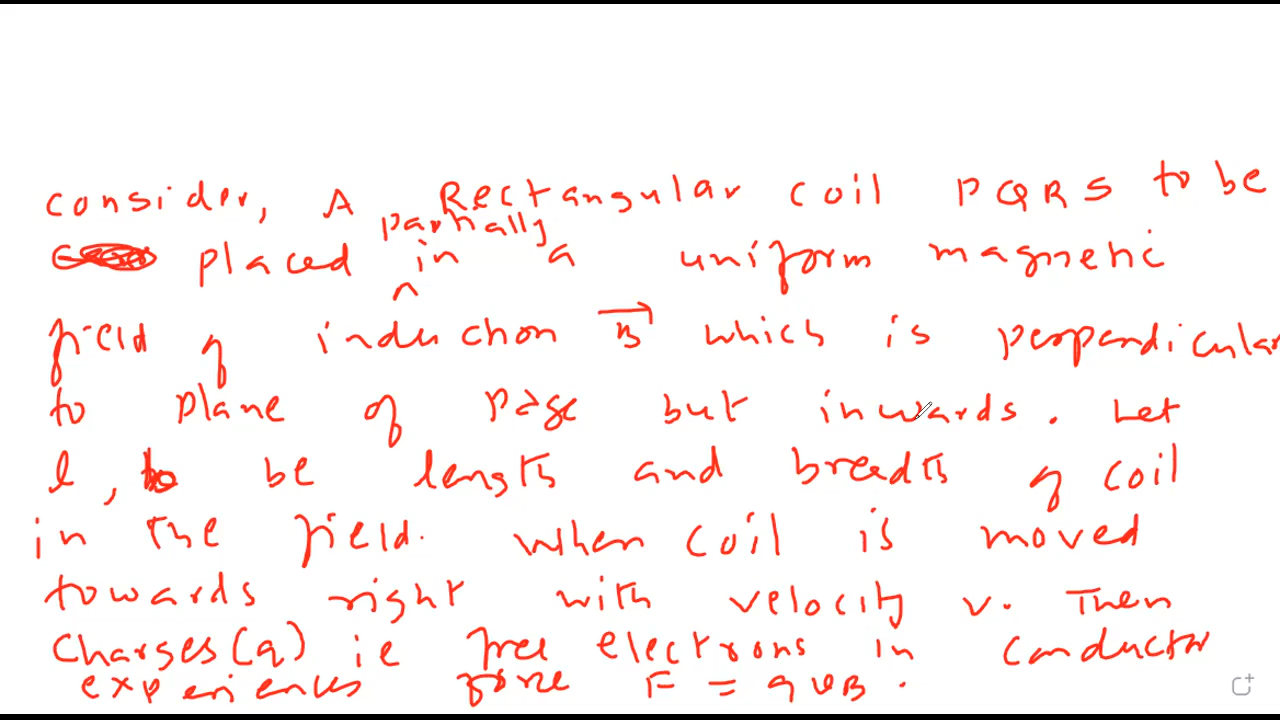 consider, A Rectangular coil PQRS to be
partially
placed in a uniform magnetic
field of induction B which is perpendicular
to plane of page but inwards. Let
l, b be length and breadth of coil
in the field. When coil is moved
towards right with velocity v. Then
charges (q) ie free electrons in conductor
experiences force F = qvB.